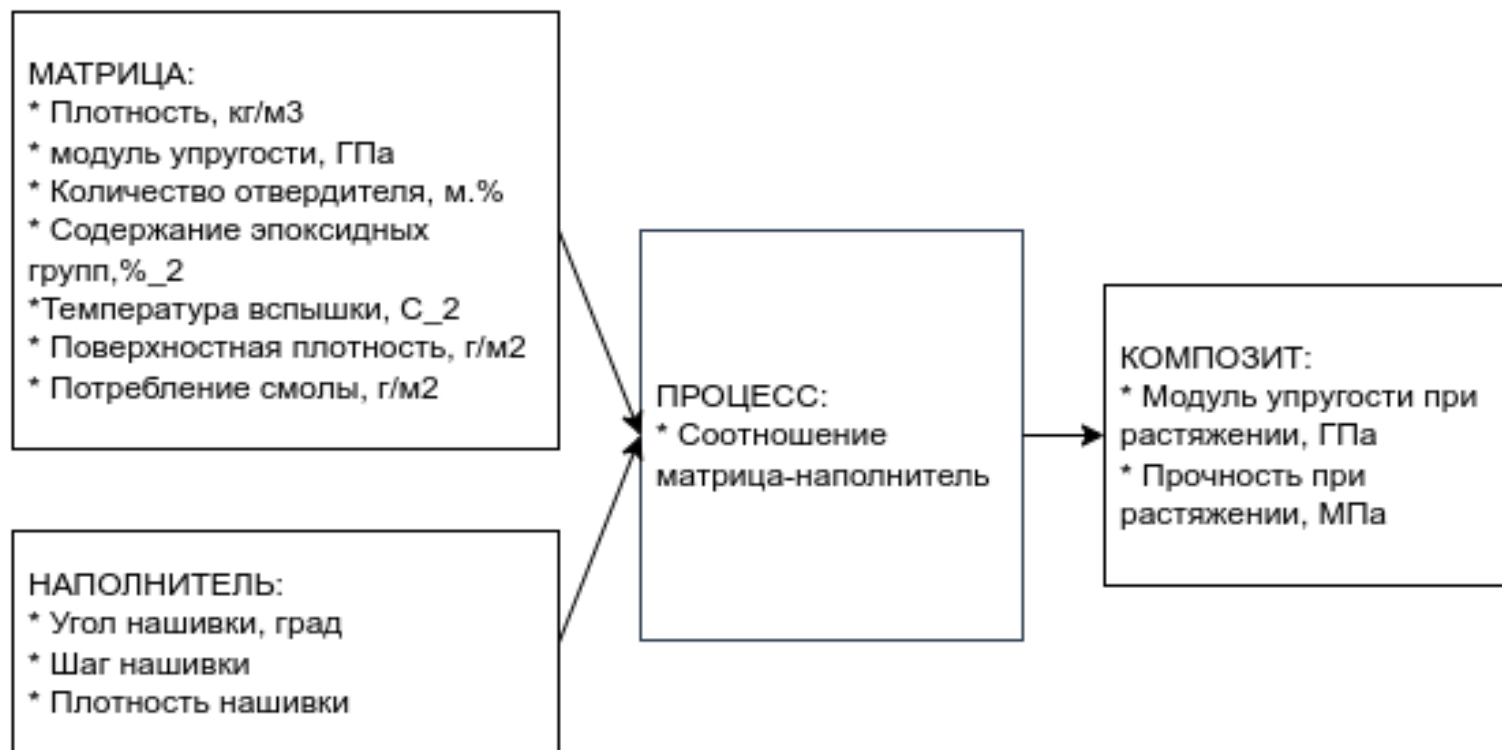 МАТРИЦА:
* Плотность, кг/м3
* модуль упругости, ГПа
* Количество отвердителя, м.%
* Содержание эпоксидных
групп,%_2
*Температура вспышки, С_2
* Поверхностная плотность, г/м2
* Потребление смолы, г/м2
НАПОЛНИТЕЛЬ:
* Угол нашивки, град
* Шаг нашивки
* Плотность нашивки
ПРОЦЕСС:
* Соотношение
матрица-наполнитель
КОМПОЗИТ:
* Модуль упругости при
растяжении, ГПа
* Прочность при
растяжении, МПа